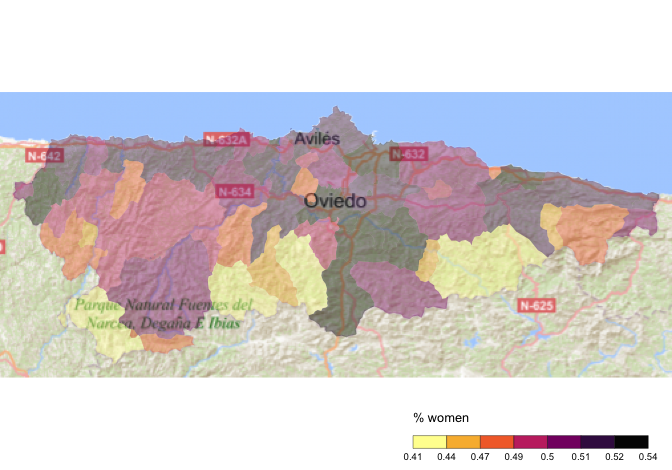 Avilés
N-632A
N-632
N-642
N-634
Oviedo
Parque Natural Fuentes del
Narcea, Degaña E Ibias
N-625
% women
0.41 0.44 0.47 0.49 0.5 0.51 0.52 0.54